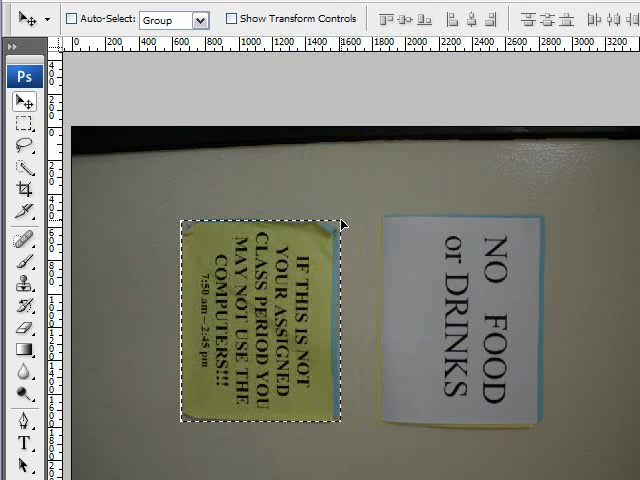 Auto-Select: Group Show Transform Controls
0 200 400 600 800 1000 1200 1400 1600 1800 2000 2200 2400 2600 2800 3000 3200 3400
Ps
IF THIS IS NOT
YOUR ASSIGNED
CLASS PERIOD YOU
MAY NOT USE THE
COMPUTERS!!!
7:50 am – 2:45 pm
NO FOOD
or DRINKS
T